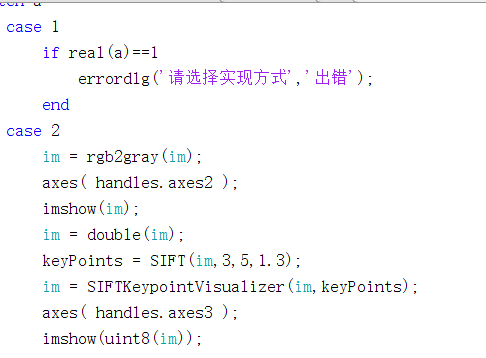 case 1
if real(a)==1
errordlg('请选择实现方式','出错');
end
case 2
im = rgb2gray(im);
axes( handles.axes2 );
imshow(im);
im = double(im);
keyPoints = SIFT(im,3,5,1.3);
im = SIFTKeypointVisualizer(im,keyPoints);
axes( handles.axes3 );
imshow(uint8(im));